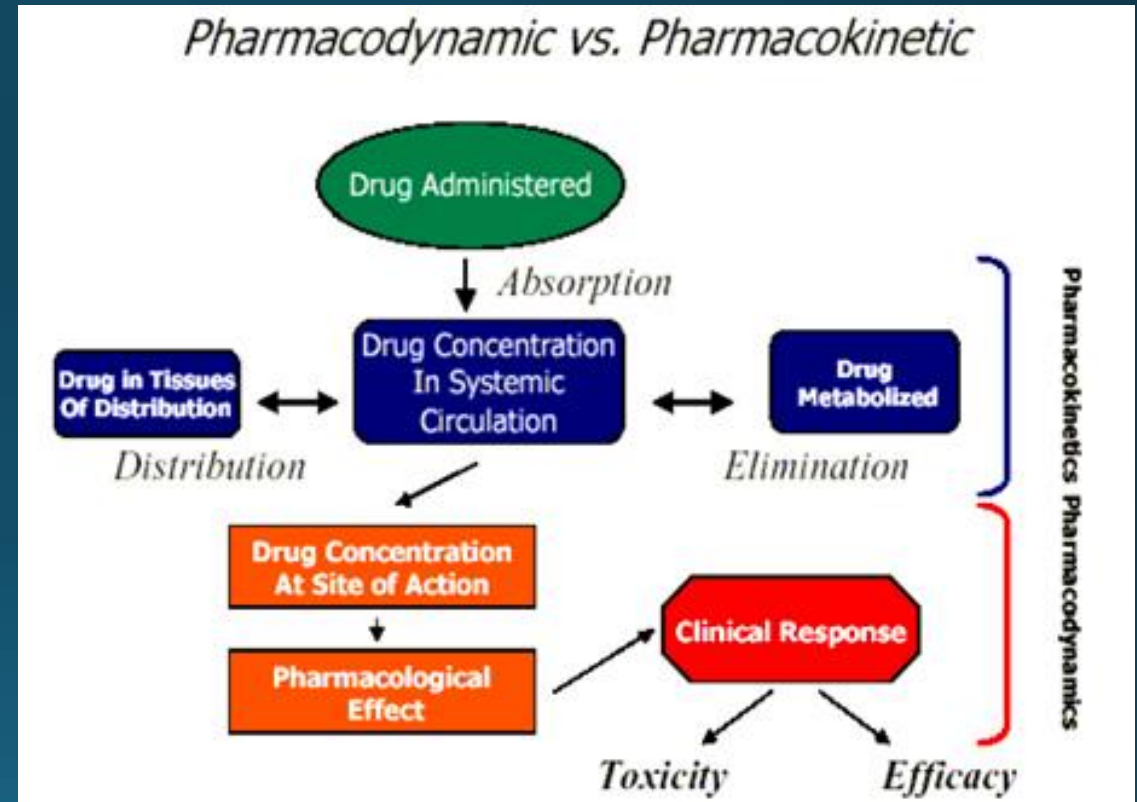 Pharmacodynamic vs. Pharmacokinetic
Drug Administered
Absorption
Drug Concentration
In Systemic
Circulation
Drug in Tissues
Of Distribution
Drug
Metabolized
Distribution
Elimination
Pharmacokinetics
Drug Concentration
At Site of Action
Pharmacological
Effect
Clinical Response
Toxicity
Efficacy
Pharmacodynamics